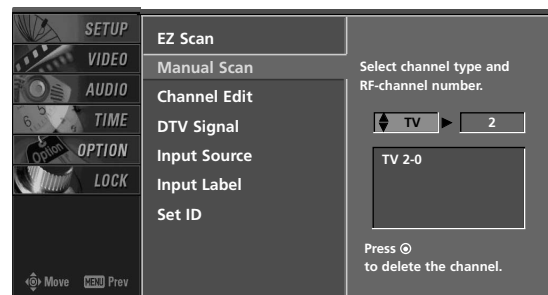 SETUP
VIDEO
AUDIO
TIME
OPTION
LOCK
Move MENU Prev
EZ Scan
Manual Scan
Channel Edit
DTV Signal
Input Source
Input Label
Set ID
Select channel type and
RF-channel number.
TV 2
TV 2-0
Press
to delete the channel.